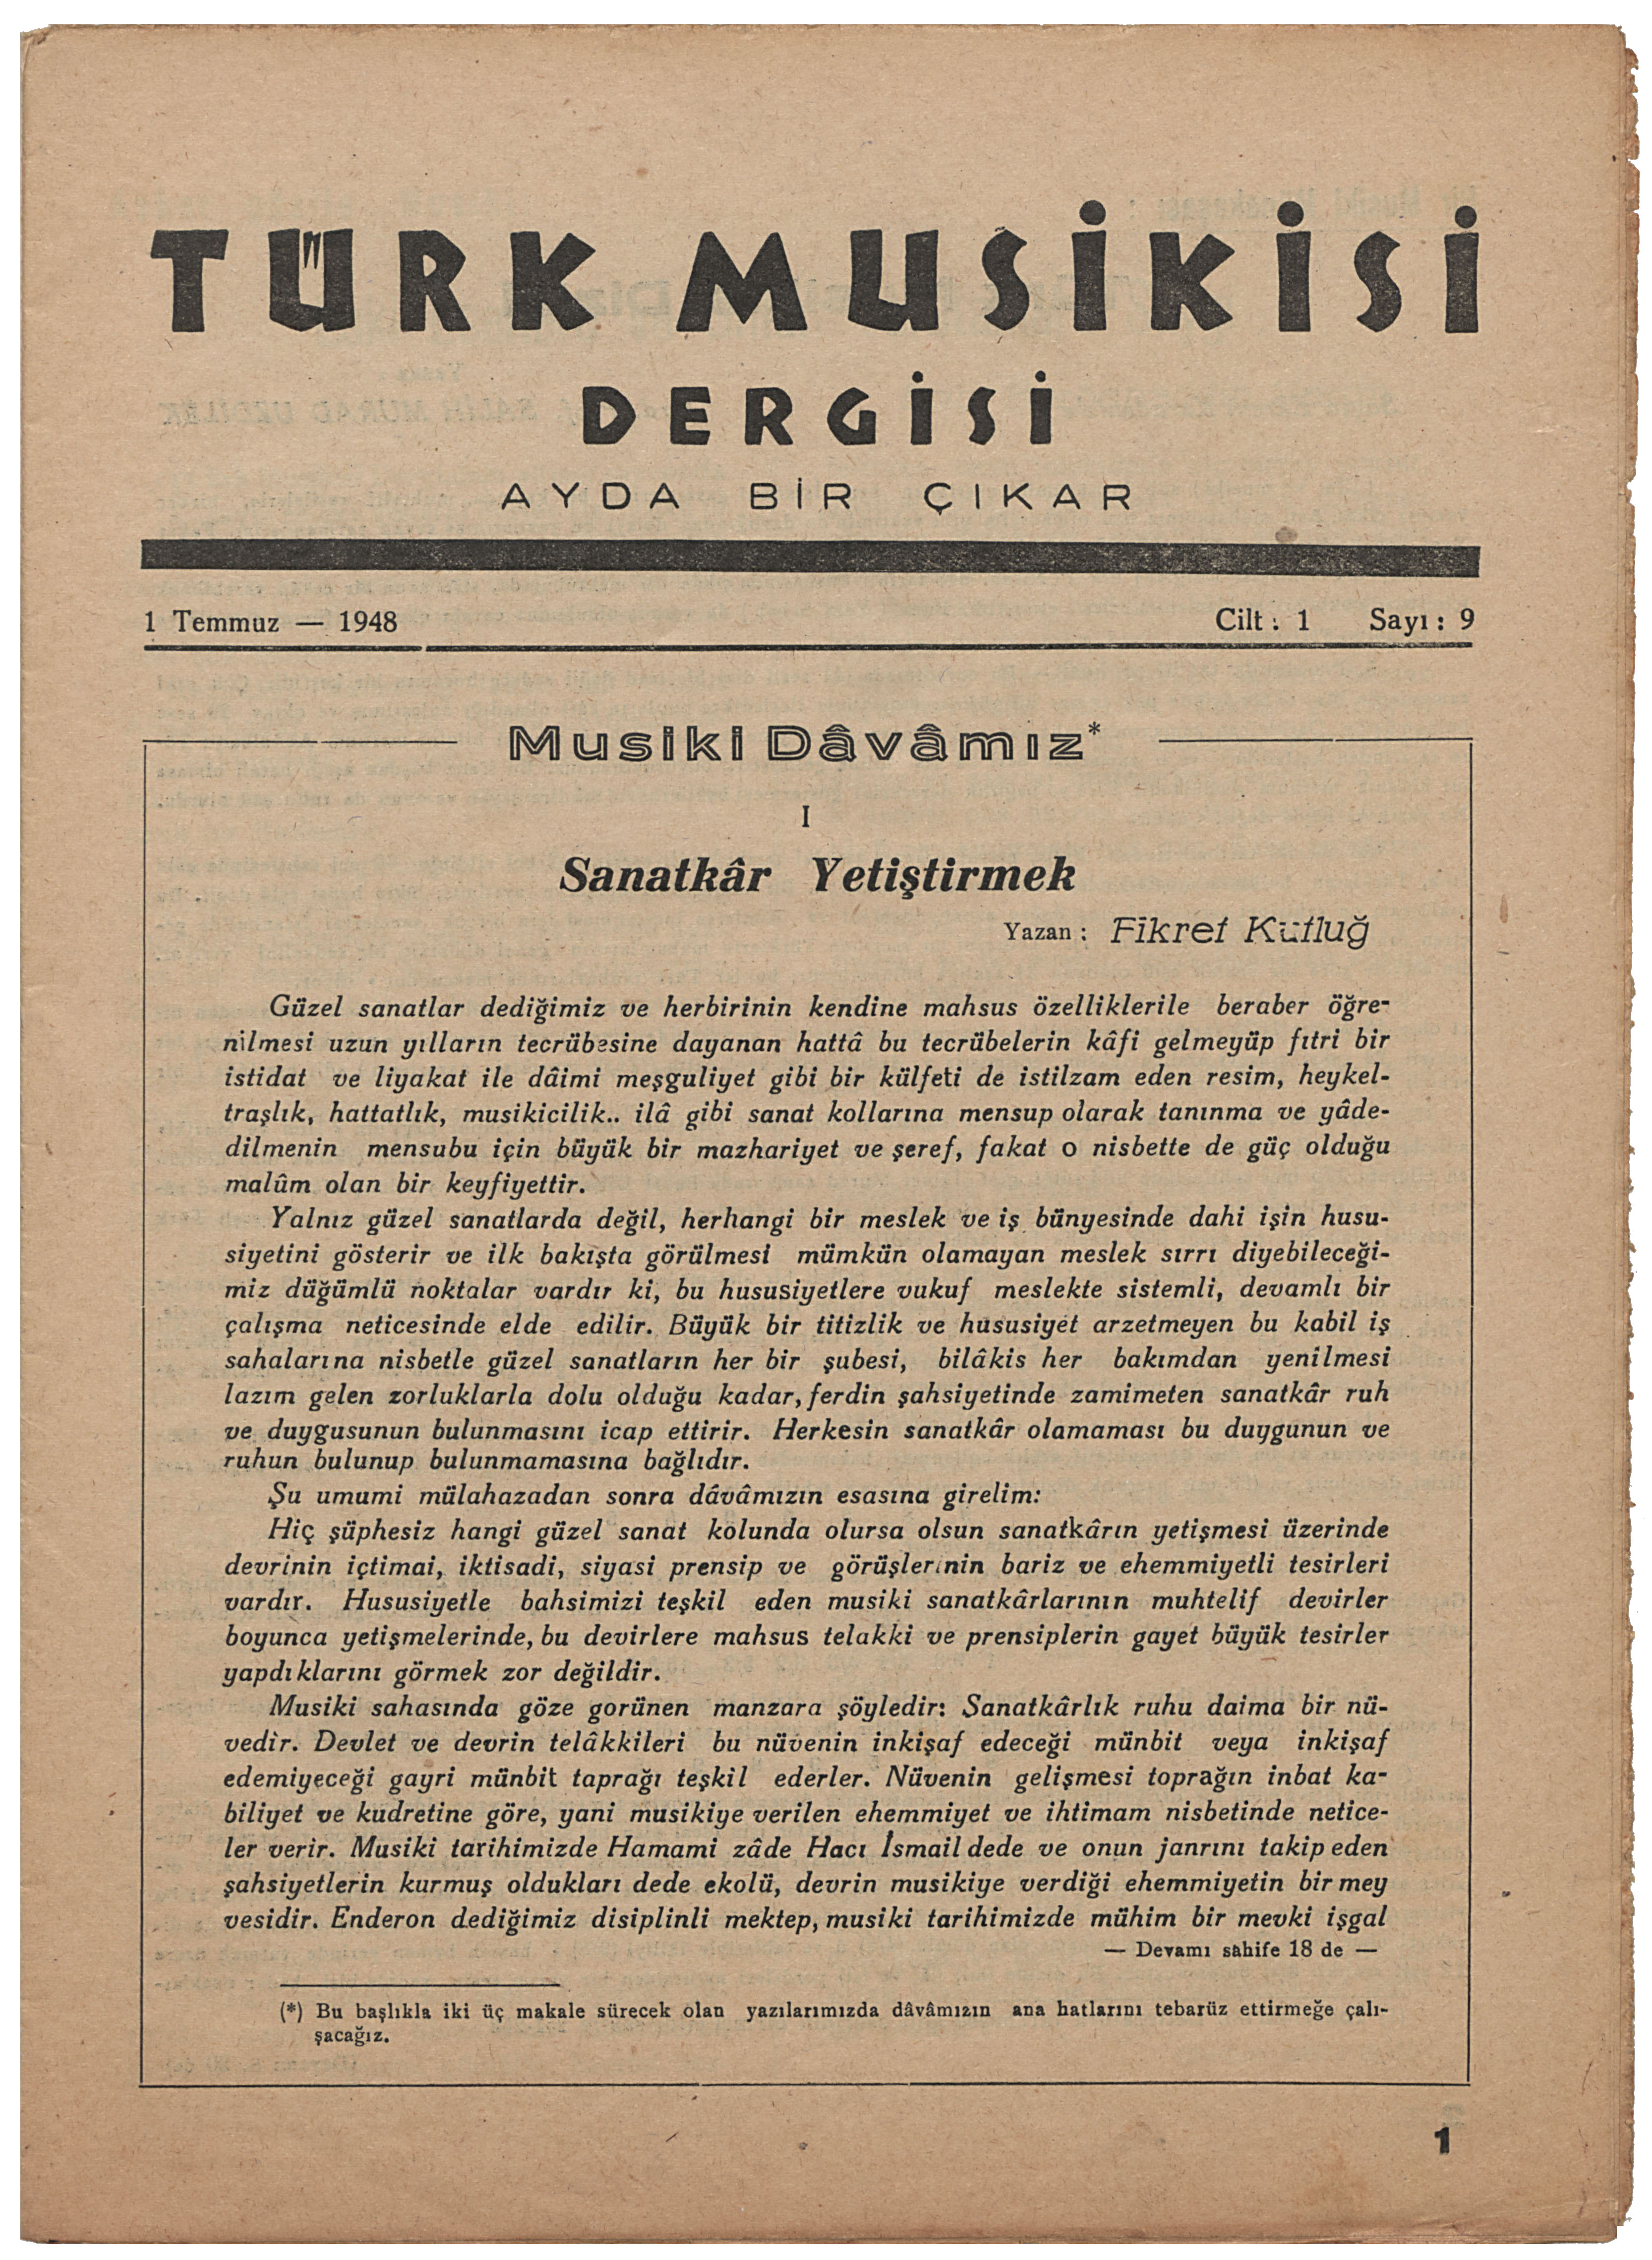 TÜRK MUSİKİSİ
DERGİSİ
AYDA BİR ÇIKAR
1 Temmuz — 1948 Cilt : 1 Sayı : 9
Musiki Dâvâmız*
I
Sanatkâr Yetiştirmek
Yazan : Fikret Kutluğ
Güzel sanatlar dediğimiz ve herbirinin kendine mahsus özelliklerile beraber öğre-
nilmesi uzun yılların tecrübesine dayanan hattâ bu tecrübelerin kâfi gelmeyüp fıtri bir
istidat ve liyakat ile dâimi meşguliyet gibi bir külfeti de istilzam eden resim, heykel-
traşlık, hattatlık, musikicilik.. ilâ gibi sanat kollarına mensup olarak tanınma ve yâde-
dilmenin mensubu için büyük bir mazhariyet ve şeref, fakat o nisbette de güç olduğu
malûm olan bir keyfiyettir.
Yalnız güzel sanatlarda değil, herhangi bir meslek ve iş bünyesinde dahi işin husu-
siyetini gösterir ve ilk bakışta görülmesi mümkün olamayan meslek sırrı diyebileceği-
miz düğümlü noktalar vardır ki, bu hususiyetlere vukuf meslekte sistemli, devamlı bir
çalışma neticesinde elde edilir. Büyük bir titizlik ve hususiyet arzetmeyen bu kabil iş
sahalarına nisbetle güzel sanatların her bir şubesi, bilâkis her bakımdan yenilmesi
lazım gelen zorluklarla dolu olduğu kadar, ferdin şahsiyetinde zamimeten sanatkâr ruh
ve duygusunun bulunmasını icap ettirir. Herkesin sanatkâr olamaması bu duygunun ve
ruhun bulunup bulunmamasına bağlıdır.
Şu umumi mülahazadan sonra dâvâmızın esasına girelim:
Hiç şüphesiz hangi güzel sanat kolunda olursa olsun sanatkârın yetişmesi üzerinde
devrinin içtimai, iktisadi, siyasi prensip ve görüşlerinin bariz ve ehemmiyetli tesirleri
vardır. Hususiyetle bahsimizi teşkil eden musiki sanatkârlarının muhtelif devirler
boyunca yetişmelerinde, bu devirlere mahsus telakki ve prensiplerin gayet büyük tesirler
yapdıklarını görmek zor değildir.
Musiki sahasında göze gorünen manzara şöyledir: Sanatkârlık ruhu daima bir nü-
vedir. Devlet ve devrin telâkkileri bu nüvenin inkişaf edeceği münbit veya inkişaf
edemiyeceği gayri münbit taprağı teşkil ederler. Nüvenin gelişmesi toprağın inbat ka-
biliyet ve kudretine göre, yani musikiye verilen ehemmiyet ve ihtimam nisbetinde netice-
ler verir. Musiki tarihimizde Hamami zâde Hacı İsmail dede ve onun janrını takip eden
şahsiyetlerin kurmuş oldukları dede ekolü, devrin musikiye verdiği ehemmiyetin bir mey
vesidir. Enderon dediğimiz disiplinli mektep, musiki tarihimizde mühim bir mevki işgal
— Devamı sahife 18 de —
(*) Bu başlıkla iki üç makale sürecek olan yazılarımızda dâvâmızın ana hatlarını tebarüz ettirmeğe çalı-
şacağız.
1